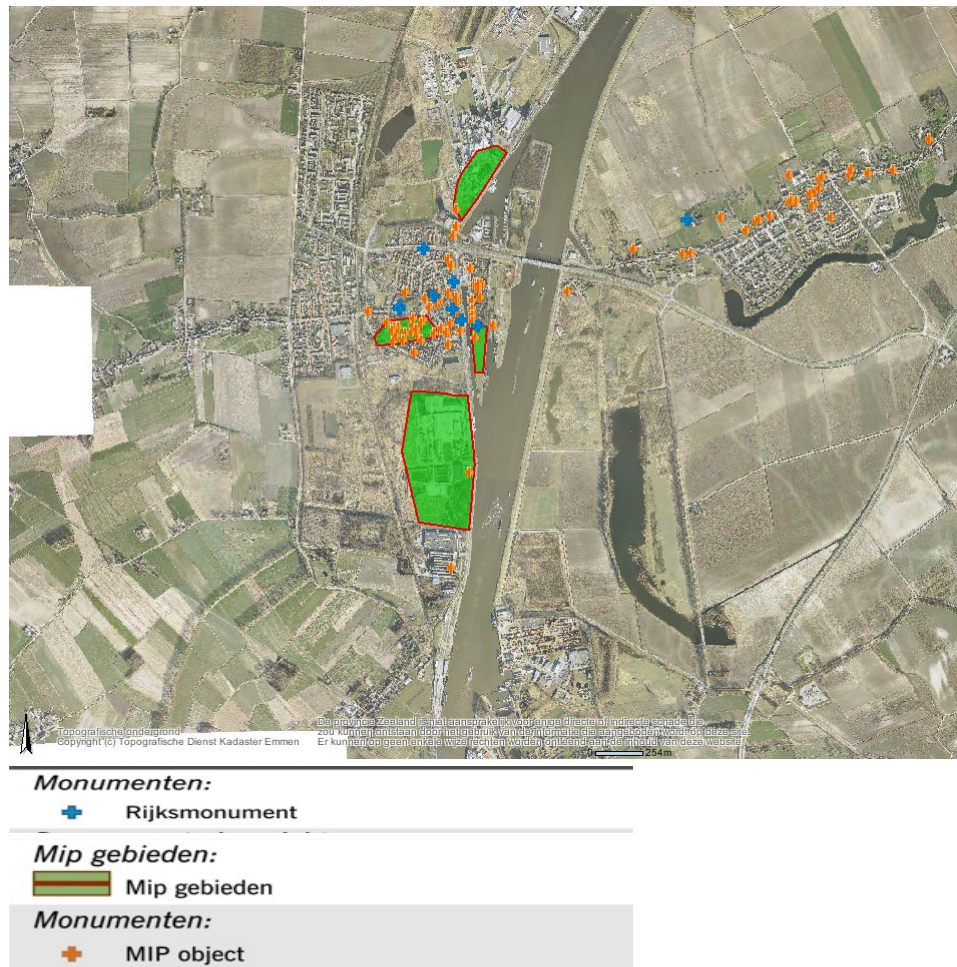 Topografische ondergrond
Copyright (c) Topografische Dienst Kadaster Emmen
De provincie Zeeland is niet aansprakelijk voor enige directe of indirecte schade die
zou kunnen ontstaan door het gebruik van de informatie die aangeboden wordt op deze site.
Er kunnen op geen enkele wijze rechten worden ontleend aan de inhoud van deze website.
0 254m
Monumenten:
Rijksmonument
Mip gebieden:
Mip gebieden
Monumenten:
MIP object